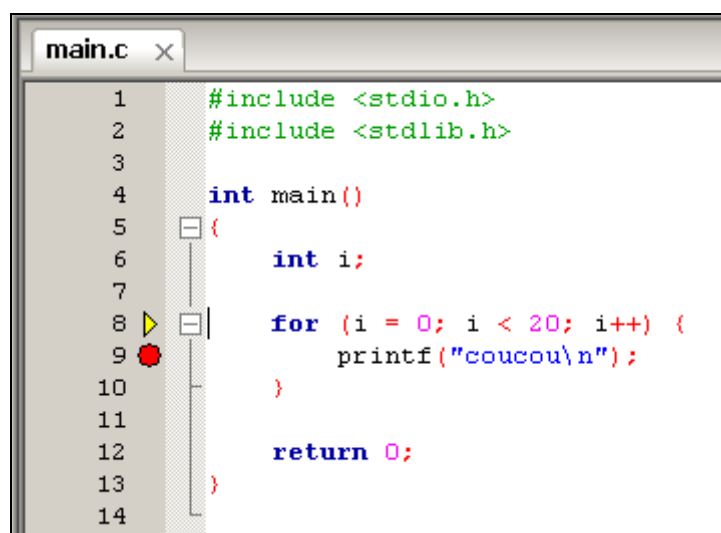 main.c ×
1 #include <stdio.h>
2 #include <stdlib.h>
3
4 int main()
5 {
6 int i;
7
8 for (i = 0; i < 20; i++) {
9 printf("coucou\n");
10 }
11
12 return 0;
13 }
14